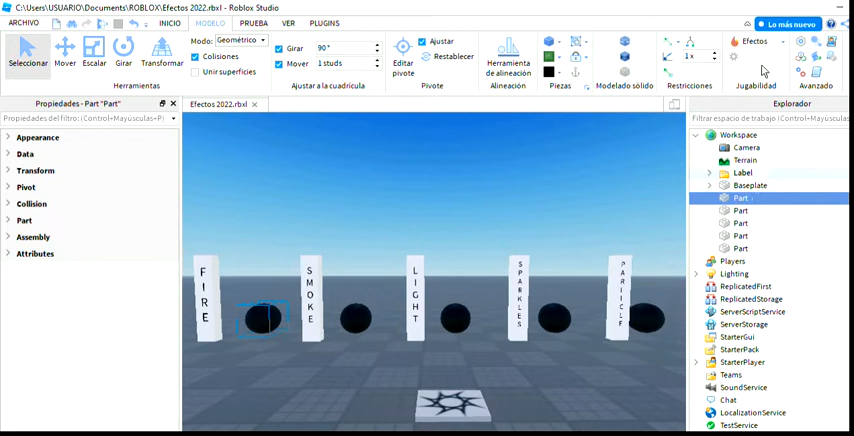 C:\Users\USUARIO\Documents\ROBLOX\Efectos 2022.rbxl - Roblox Studio
ARCHIVO
INICIO
MODELO
PRUEBA
VER
PLUGINS
Lo más nuevo
Seleccionar
Mover
Escalar
Girar
Transformar
Modo: Geométrico
Colisiones
Unir superficies
Herramientas
Girar 90°
Mover 1 studs
Ajustar a la cuadrícula
Editar pivote
Ajustar
Restablecer
Pivote
Herramienta de alineación
Alineación
Piezas
Modelado sólido
1 x
Restricciones
Efectos
Jugabilidad
Avanzado
Propiedades - Part "Part"
Propiedades del filtro: (Control+Mayúsculas+P)
Appearance
Data
Transform
Pivot
Collision
Part
Assembly
Attributes
Efectos 2022.rbxl
FIRE
SMOKE
LIGHT
SPARKLES
PARTICLE
Explorador
Filtrar espacio de trabajo (Control+Mayúsculas
Workspace
Camera
Terrain
Label
Baseplate
Part
Part
Part
Part
Part
Players
Lighting
ReplicatedFirst
ReplicatedStorage
ServerScriptService
ServerStorage
StarterGui
StarterPack
StarterPlayer
Teams
SoundService
Chat
LocalizationService
TestService